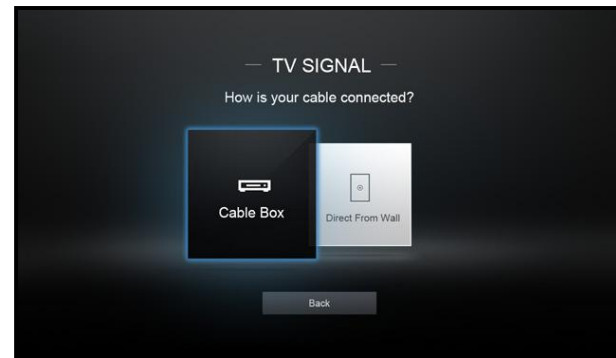 TV SIGNAL
How is your cable connected?
Cable Box
Direct From Wall
Back